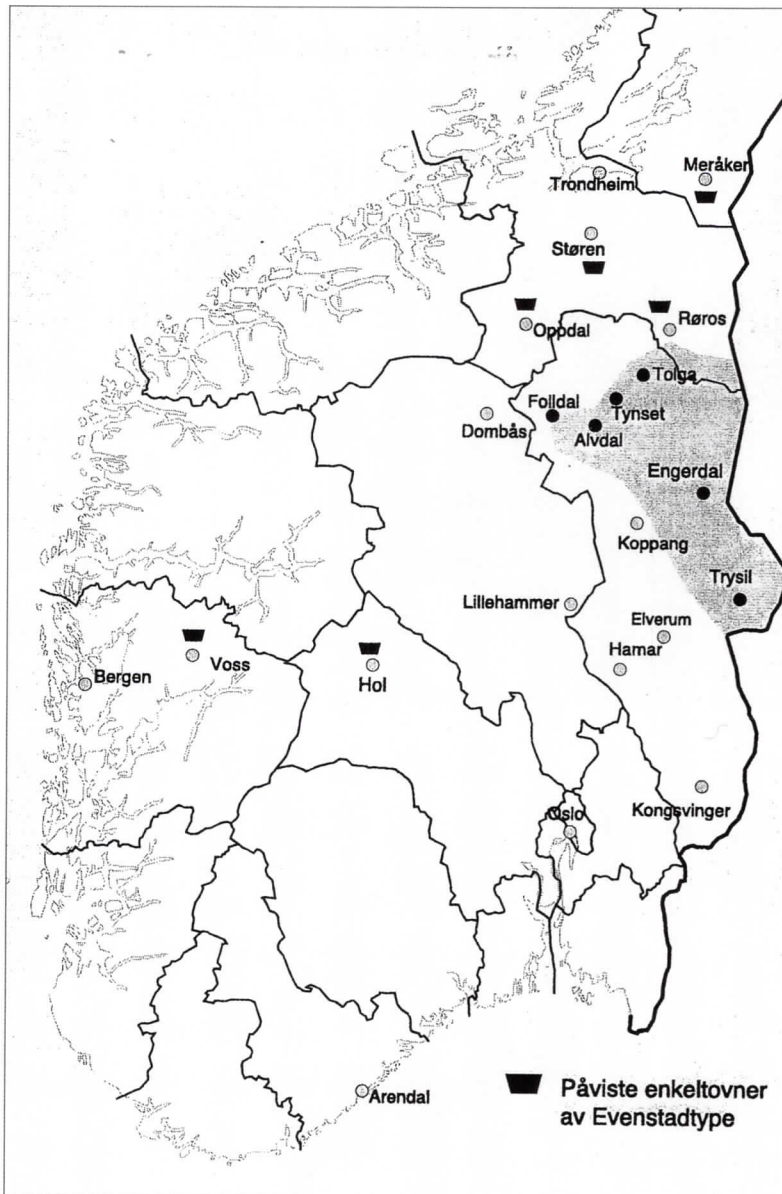 Meråker
Trondheim
Støren
Oppdal
Røros
Tolga
Folldal
Tynset
Dombås
Alvdal
Engerdal
Koppang
Trysil
Lillehammer
Elverum
Hamar
Voss
Bergen
Hol
Kongsvinger
Oslo
Arendal
Påviste enkeltovner
av Evenstadtype